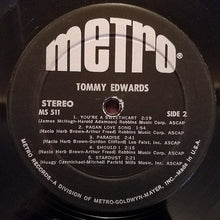 METRO®
TOMMY EDWARDS
STEREO
MS 511
SIDE 2
1. YOU'RE A SWEETHEART 2:19
(James McHugh-Harold Adamson) Robbins Music Corp. ASCAP
2. PAGAN LOVE SONG 1:54
(Nacio Herb Brown-Arthur Freed) Robbins Music Corp. ASCAP
3. PARADISE 2:41
(Nacio Herb Brown-Gordon Clifford) Leo Feist, Inc. ASCAP
4. SHOULD I 2:15
(Nacio Herb Brown-Arthur Freed) Robbins Music Corp. ASCAP
5. STARDUST 2:21
(Hoagy Carmichael-Mitchell Parish) Mills Music, Inc. ASCAP
METRO RECORDS-A DIVISION OF METRO-GOLDWYN-MAYER, INC.
Made in U.S.A.